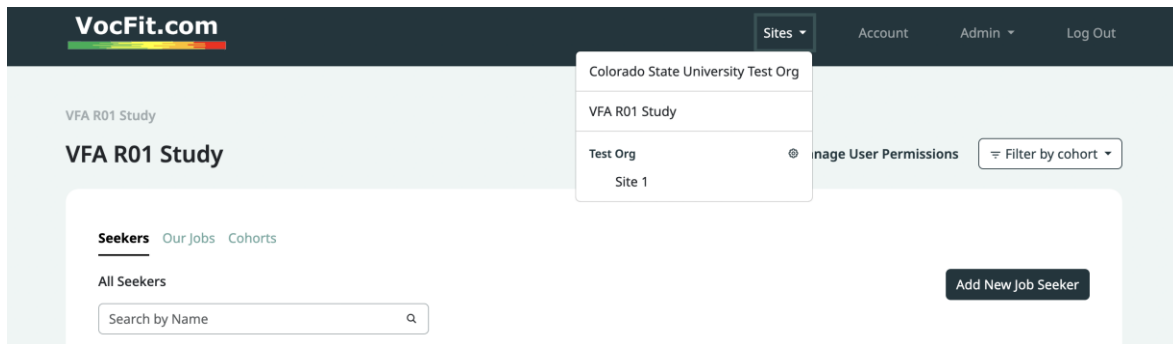 VocFit.com
Sites Account Admin Log Out
Colorado State University Test Org
VFA R01 Study
Test Org
Site 1
VFA R01 Study
VFA R01 Study
User Permissions Filter by cohort
Seekers Our Jobs Cohorts
All Seekers
Add New Job Seeker
Search by Name